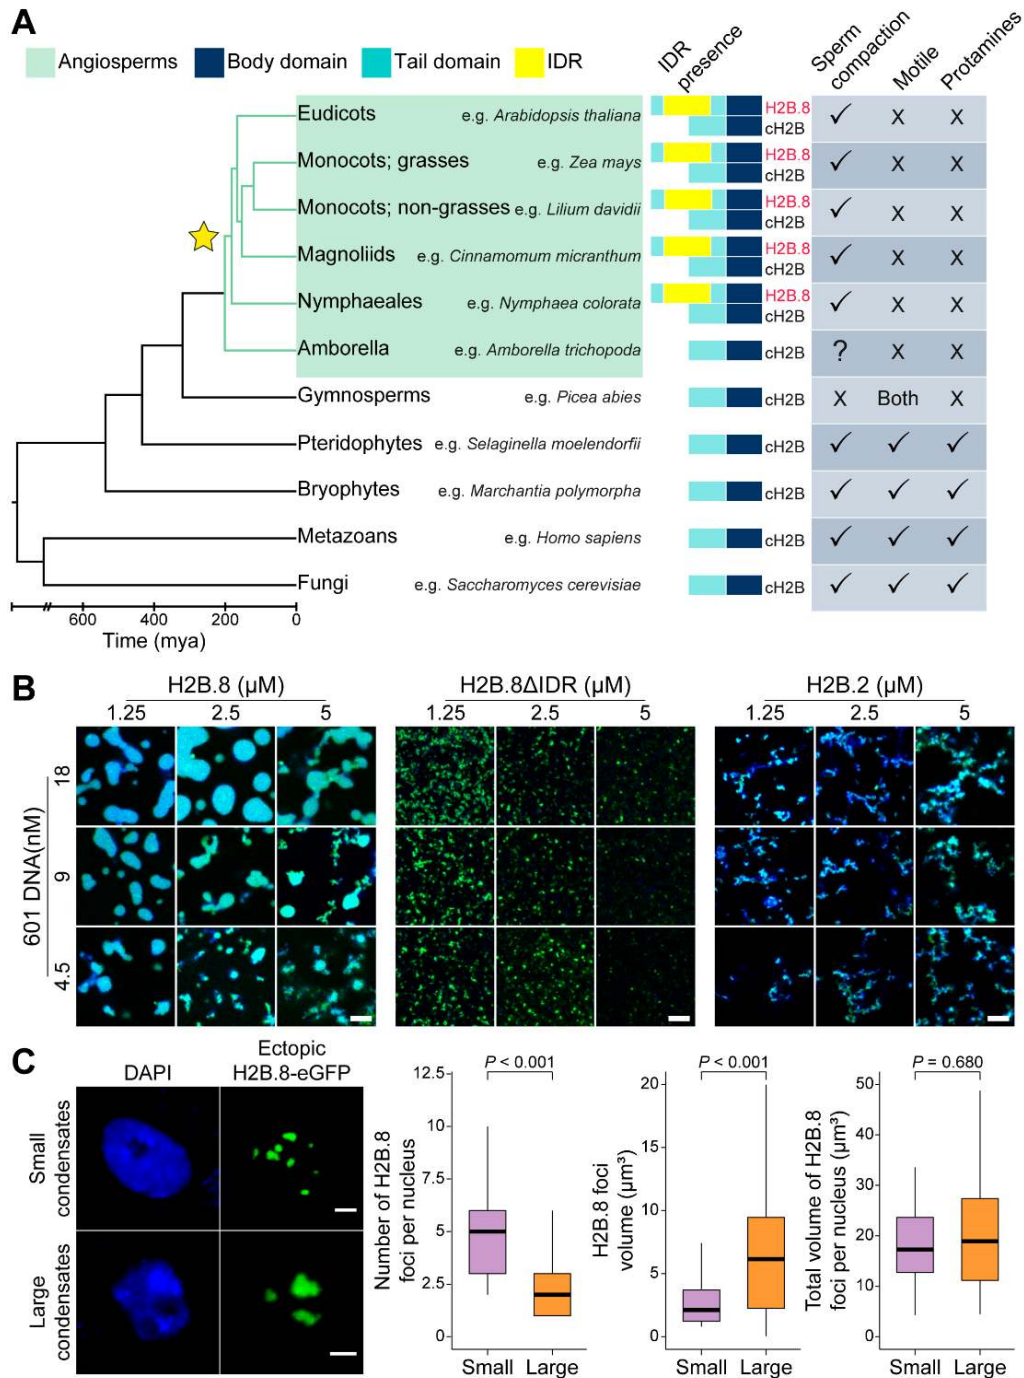 A
Angiosperms
Body domain
Tail domain
IDR
IDR presence
Sperm compaction
Motile
Protamines
Eudicots e.g. Arabidopsis thaliana H2B.8 ✓ X X
cH2B
Monocots; grasses e.g. Zea mays H2B.8 ✓ X X
cH2B
Monocots; non-grasses e.g. Lilium davidii H2B.8 ✓ X X
cH2B
Magnoliids e.g. Cinnamomum micranthum H2B.8 ✓ X X
cH2B
Nymphaeales e.g. Nymphaea colorata H2B.8 ✓ X X
cH2B
Amborella e.g. Amborella trichopoda cH2B ? X X
Gymnosperms e.g. Picea abies cH2B X Both X
Pteridophytes e.g. Selaginella moelendorfii cH2B ✓ ✓ ✓
Bryophytes e.g. Marchantia polymorpha cH2B ✓ ✓ ✓
Metazoans e.g. Homo sapiens cH2B ✓ ✓ ✓
Fungi e.g. Saccharomyces cerevisiae cH2B ✓ ✓ ✓
600 400 200 0
Time (mya)
B
H2B.8 (µM)
1.25 2.5 5
H2B.8ΔIDR (µM)
1.25 2.5 5
H2B.2 (µM)
1.25 2.5 5
601 DNA(nM)
18
9
4.5
C
DAPI
Ectopic
H2B.8-eGFP
Small
condensates
Large
condensates
Number of H2B.8
foci per nucleus
12.5
10
7.5
5
2.5
0
P < 0.001
Small Large
H2B.8 foci
volume (µm³)
20
15
10
5
0
P < 0.001
Small Large
Total volume of H2B.8
foci per nucleus (µm³)
50
40
30
20
10
0
P = 0.680
Small Large